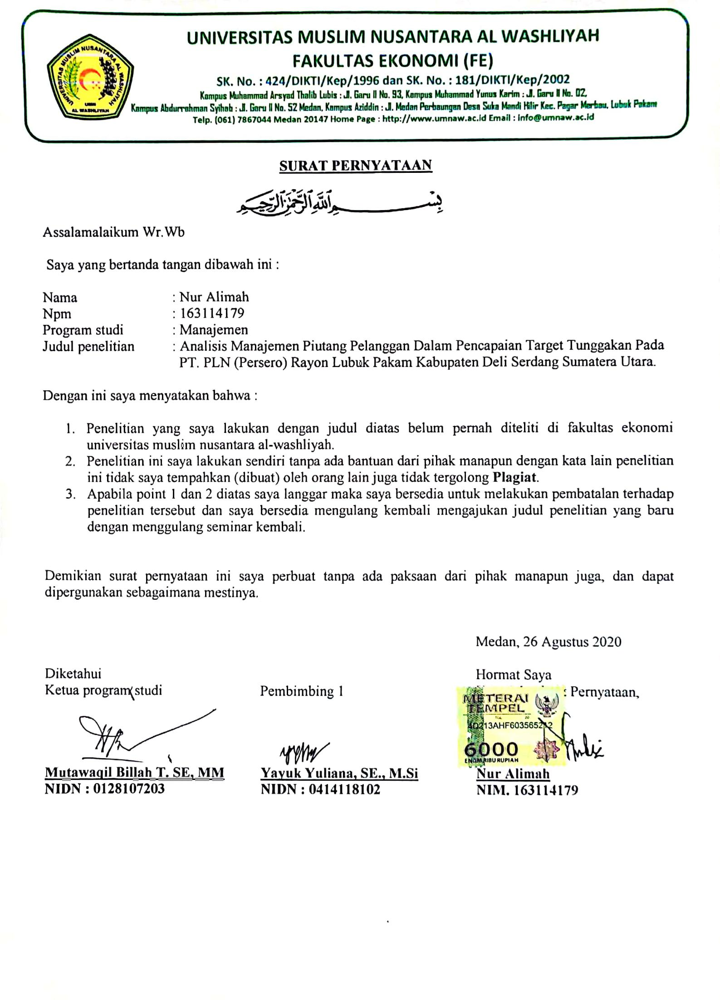 UNIVERSITAS MUSLIM NUSANTARA AL WASHLIYAH
UMN
AL WASHLIYAH
UNIVERSITAS MUSLIM NUSANTARA AL WASHLIYAH
FAKULTAS EKONOMI (FE)
SK. No. : 424/DIKTI/Kep/1996 dan SK. No. : 181/DIKTI/Kep/2002
Kampus Muhammad Arsyad Thalib Lubis : Jl. Garu II No. 93, Kampus Muhammad Yunus Karim : Jl. Garu II No. 02,
Kampus Abdurrahman Syihab : Jl. Garu II No. 52 Medan, Kampus Aziddin : Jl. Medan Perbaungan Desa Suka Mandi Hilir Kec. Pagar Merbau, Lubuk Pakam
Telp. (061) 7867044 Medan 20147 Home Page : http://www.umnaw.ac.id Email : info@umnaw.ac.id
SURAT PERNYATAAN
بِسْمِ اللَّهِ الرَّحْمَنِ الرَّحِيمِ
Assalamalaikum Wr.Wb
Saya yang bertanda tangan dibawah ini :
Nama : Nur Alimah
Npm : 163114179
Program studi : Manajemen
Judul penelitian : Analisis Manajemen Piutang Pelanggan Dalam Pencapaian Target Tunggakan Pada
PT. PLN (Persero) Rayon Lubuk Pakam Kabupaten Deli Serdang Sumatera Utara.
Dengan ini saya menyatakan bahwa :
1. Penelitian yang saya lakukan dengan judul diatas belum pernah diteliti di fakultas ekonomi
universitas muslim nusantara al-washliyah.
2. Penelitian ini saya lakukan sendiri tanpa ada bantuan dari pihak manapun dengan kata lain penelitian
ini tidak saya tempahkan (dibuat) oleh orang lain juga tidak tergolong Plagiat.
3. Apabila point 1 dan 2 diatas saya langgar maka saya bersedia untuk melakukan pembatalan terhadap
penelitian tersebut dan saya bersedia mengulang kembali mengajukan judul penelitian yang baru
dengan menggulang seminar kembali.
Demikian surat pernyataan ini saya perbuat tanpa ada paksaan dari pihak manapun juga, dan dapat
dipergunakan sebagaimana mestinya.
Medan, 26 Agustus 2020
Diketahui
Ketua program studi
Pembimbing 1
Hormat Saya
: Pernyataan,
METERAI
TEMPEL
TGL 20
6000
ENAM RIBU RUPIAH
Mutawaqil Billah T. SE, MM
NIDN : 0128107203
Yayuk Yuliana, SE., M.Si
NIDN : 0414118102
Nur Alimah
NIM. 163114179